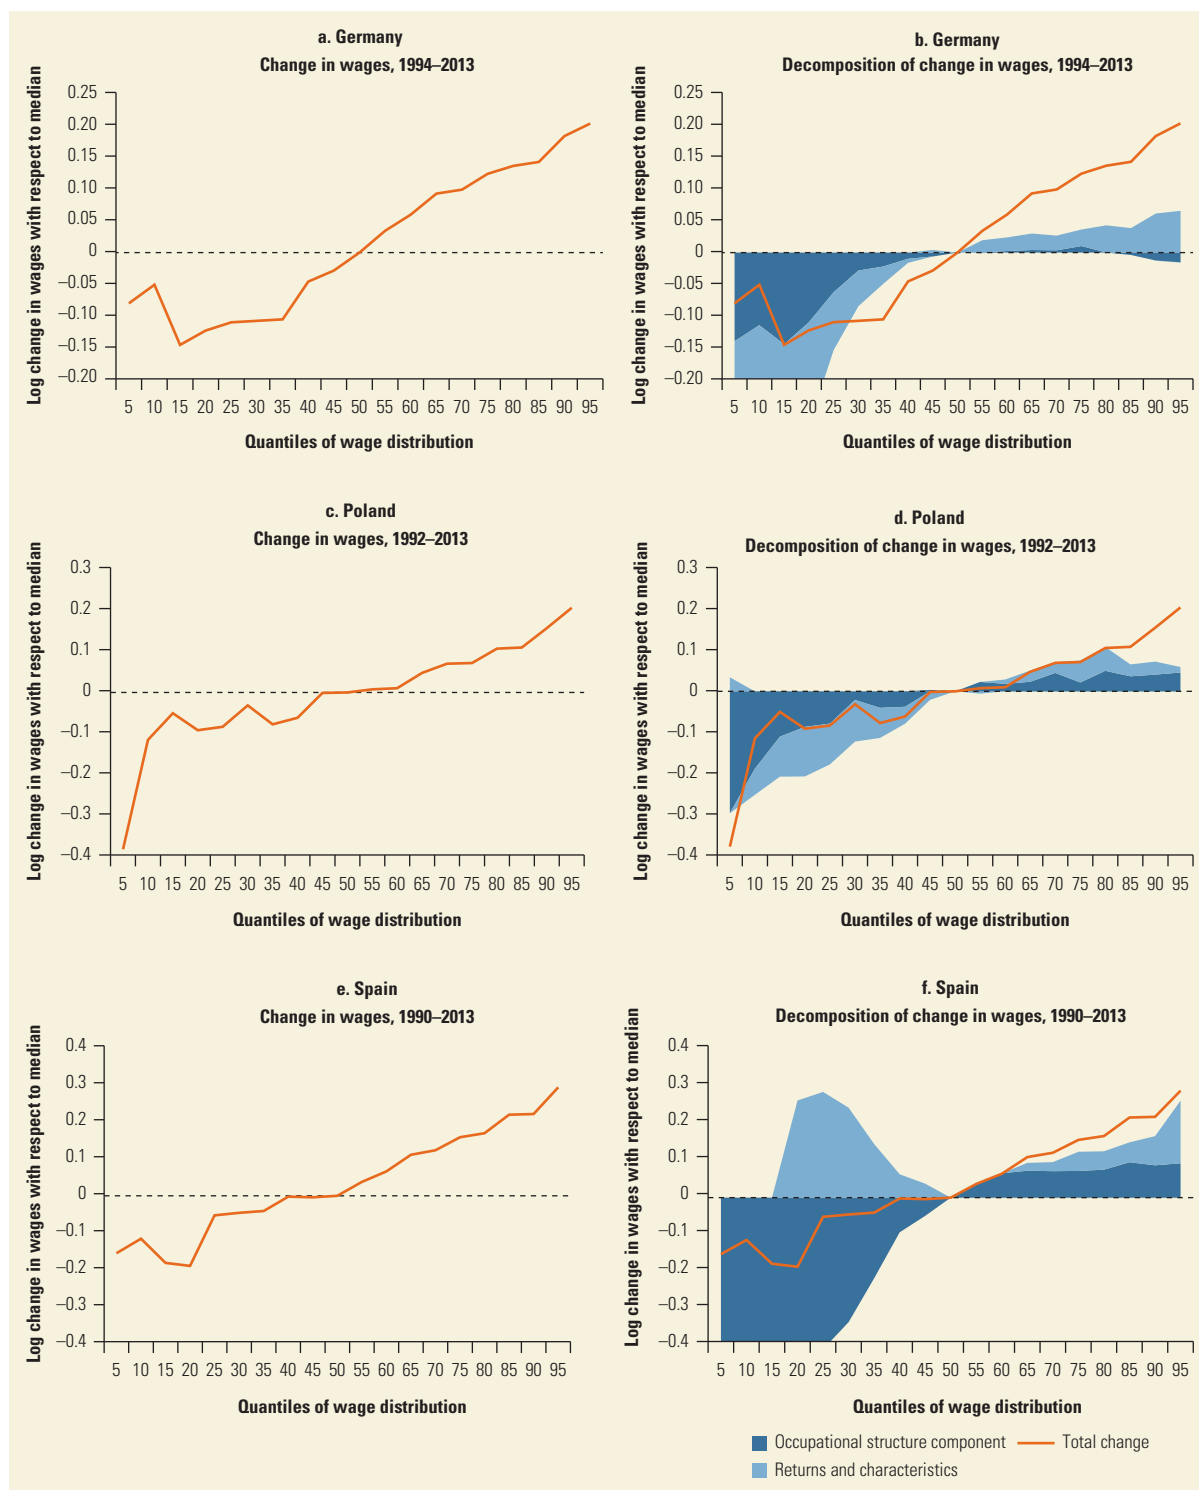 a. Germany
Change in wages, 1994–2013
Log change in wages with respect to median
0.25
0.20
0.15
0.10
0.05
0
–0.05
–0.10
–0.15
–0.20
5 10 15 20 25 30 35 40 45 50 55 60 65 70 75 80 85 90 95
Quantiles of wage distribution
b. Germany
Decomposition of change in wages, 1994–2013
Log change in wages with respect to median
0.25
0.20
0.15
0.10
0.05
0
–0.05
–0.10
–0.15
–0.20
5 10 15 20 25 30 35 40 45 50 55 60 65 70 75 80 85 90 95
Quantiles of wage distribution
c. Poland
Change in wages, 1992–2013
Log change in wages with respect to median
0.3
0.2
0.1
0
–0.1
–0.2
–0.3
–0.4
5 10 15 20 25 30 35 40 45 50 55 60 65 70 75 80 85 90 95
Quantiles of wage distribution
d. Poland
Decomposition of change in wages, 1992–2013
Log change in wages with respect to median
0.3
0.2
0.1
0
–0.1
–0.2
–0.3
–0.4
5 10 15 20 25 30 35 40 45 50 55 60 65 70 75 80 85 90 95
Quantiles of wage distribution
e. Spain
Change in wages, 1990–2013
Log change in wages with respect to median
0.4
0.3
0.2
0.1
0
–0.1
–0.2
–0.3
–0.4
5 10 15 20 25 30 35 40 45 50 55 60 65 70 75 80 85 90 95
Quantiles of wage distribution
f. Spain
Decomposition of change in wages, 1990–2013
Log change in wages with respect to median
0.4
0.3
0.2
0.1
0
–0.1
–0.2
–0.3
–0.4
5 10 15 20 25 30 35 40 45 50 55 60 65 70 75 80 85 90 95
Quantiles of wage distribution
Occupational structure component
Total change
Returns and characteristics